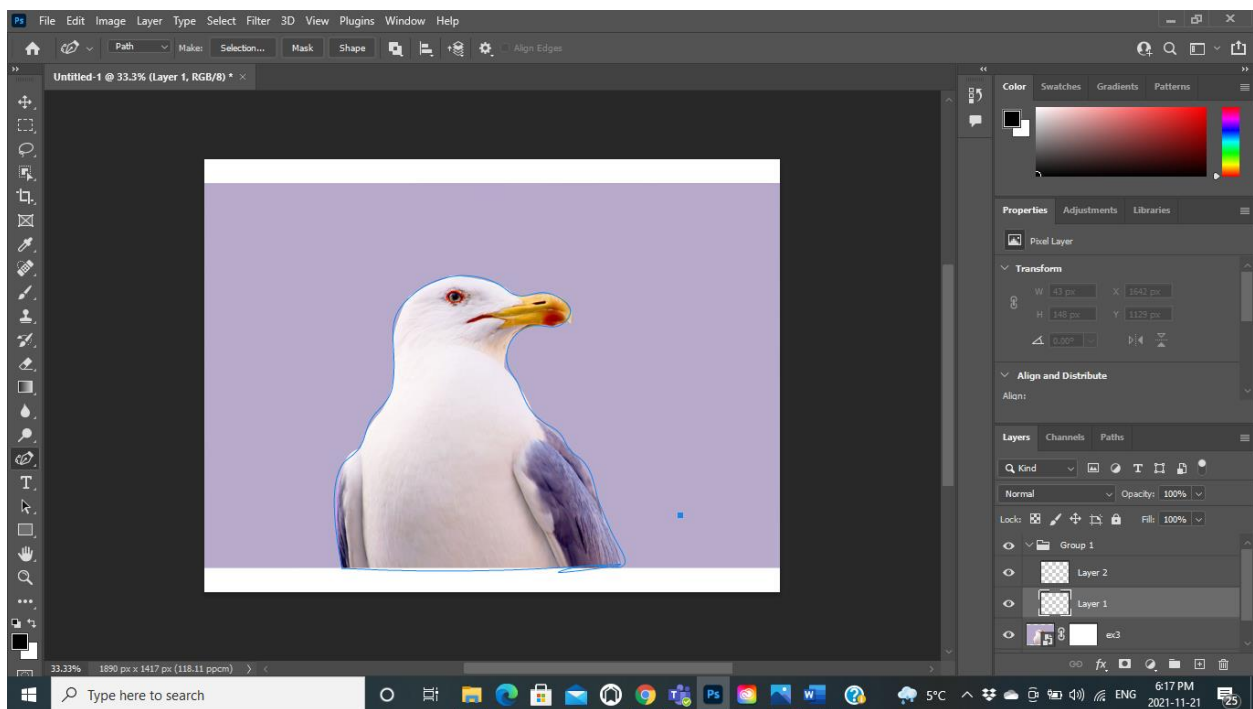 Ps File Edit Image Layer Type Select Filter 3D View Plugins Window Help
Path Make: Selection... Mask Shape Align Edges
Untitled-1 @ 33.3% (Layer 1, RGB/8) * ×
Color Swatches Gradients Patterns
Properties Adjustments Libraries
Pixel Layer
Transform
W 43 px X 1642 px
H 148 px Y 1129 px
0.00°
Align and Distribute
Align:
Layers Channels Paths
Kind
Normal Opacity: 100%
Lock: Fill: 100%
Group 1
Layer 2
Layer 1
ex3
fx
33.33% 1890 px x 1417 px (118.11 ppcm)
Type here to search
Ps
5°C ENG 6:17 PM
2021-11-21
25